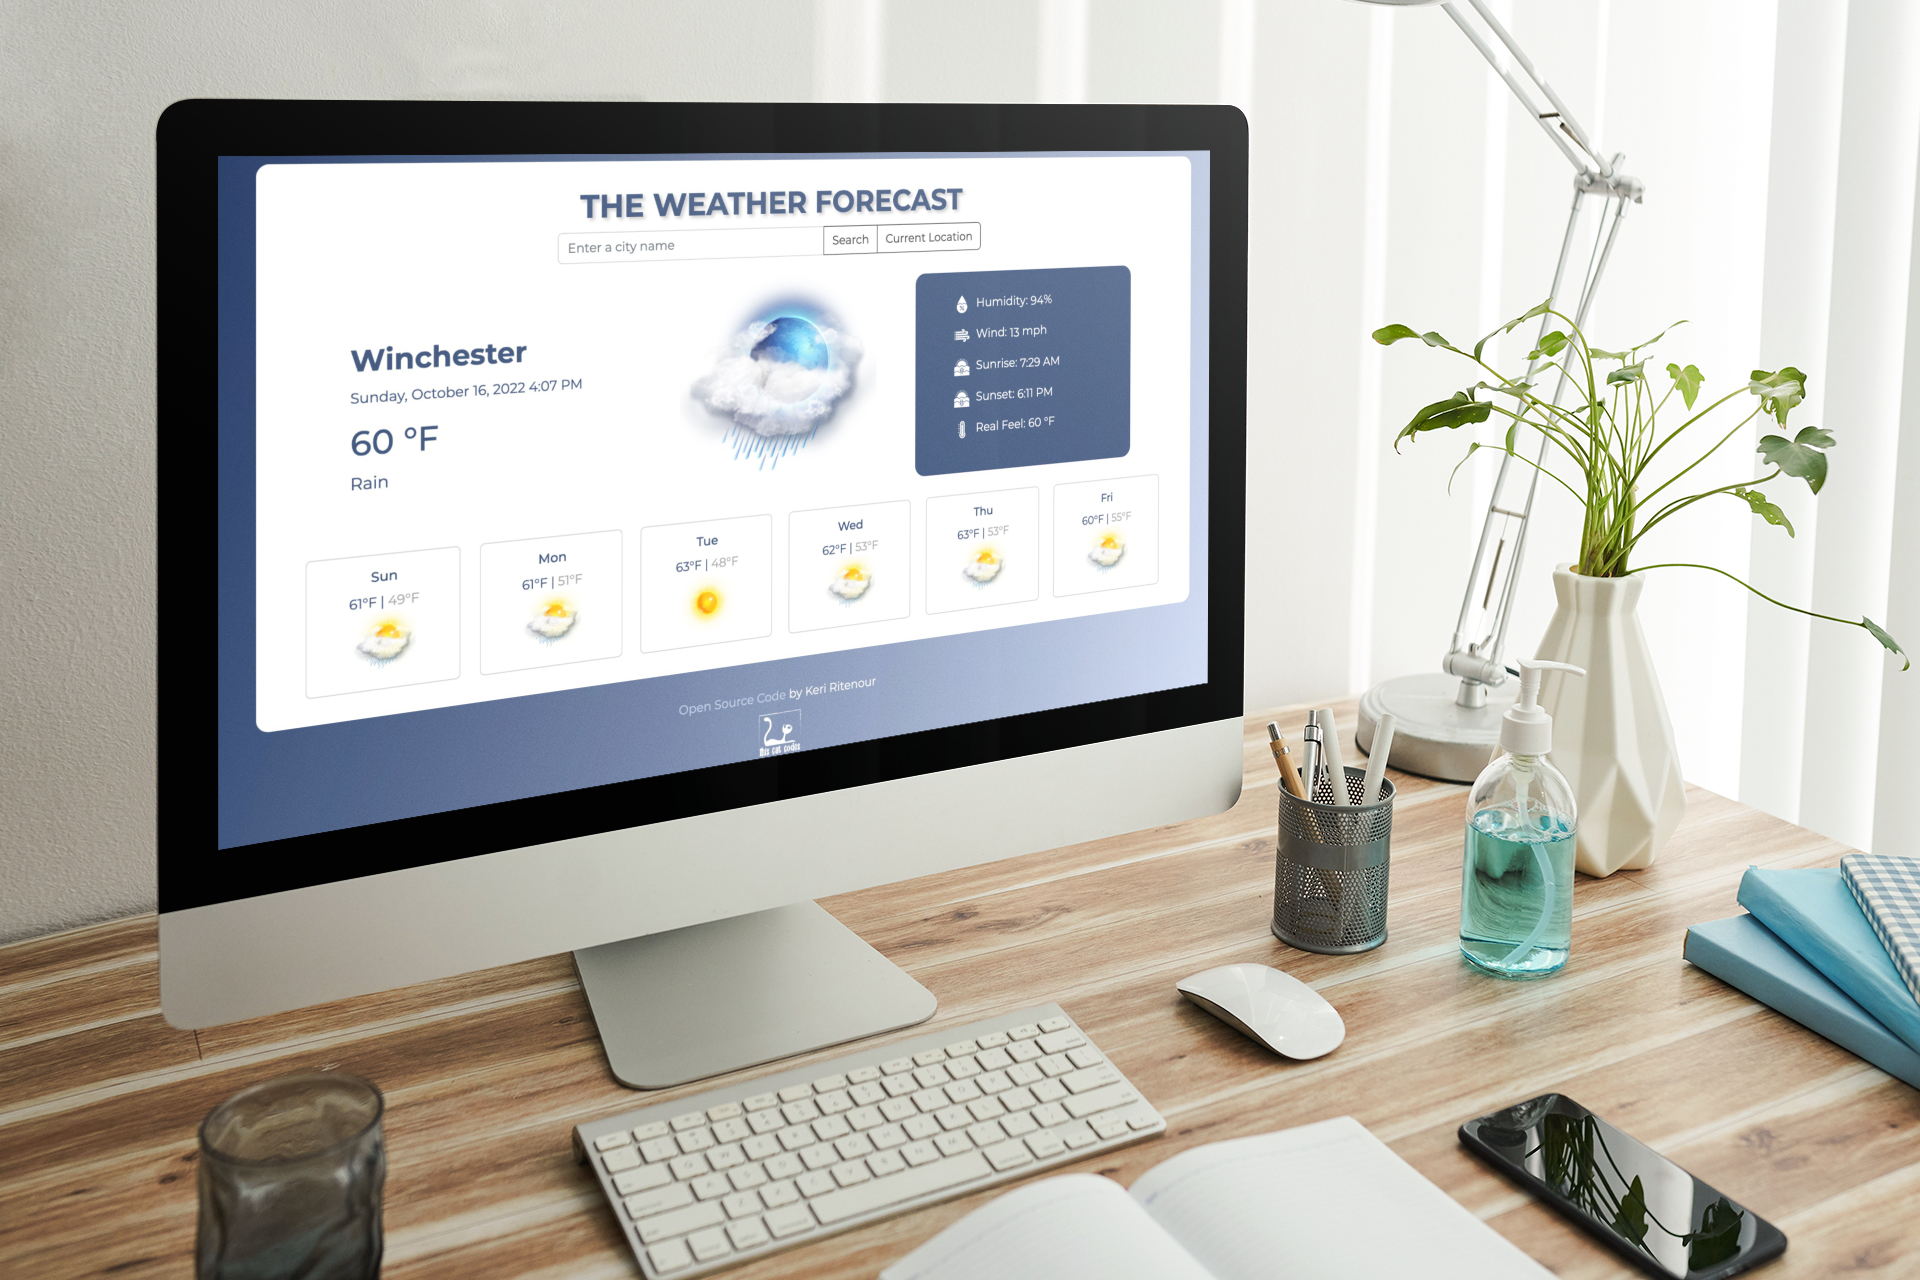 THE WEATHER FORECAST
Enter a city name
Search
Current Location
Winchester
Sunday, October 16, 2022 4:07 PM
60 °F
Rain
Humidity: 94%
Wind: 13 mph
Sunrise: 7:29 AM
Sunset: 6:11 PM
Real Feel: 60 °F
Sun
61°F | 49°F
Mon
61°F | 51°F
Tue
63°F | 48°F
Wed
62°F | 53°F
Thu
63°F | 53°F
Fri
60°F | 55°F
Open Source Code by Keri Ritenour
this cat codes